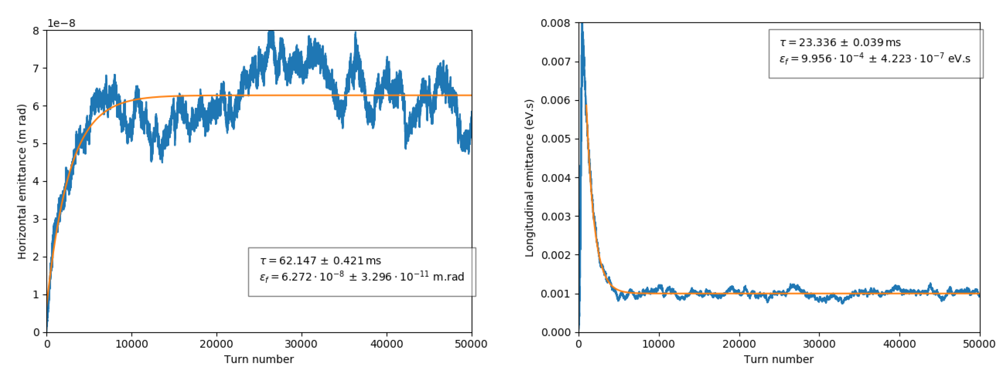 1e−8
8
7
6
5
4
3
2
1
0
0 10000 20000 30000 40000 50000
Turn number
Horizontal emittance (m rad)
τ = 62.147 ± 0.421 ms
ε_f = 6.272 · 10⁻⁸ ± 3.296 · 10⁻¹¹ m.rad
0.008
0.007
0.006
0.005
0.004
0.003
0.002
0.001
0.000
0 10000 20000 30000 40000 50000
Turn number
Longitudinal emittance (eV.s)
τ = 23.336 ± 0.039 ms
ε_f = 9.956 · 10⁻⁴ ± 4.223 · 10⁻⁷ eV.s